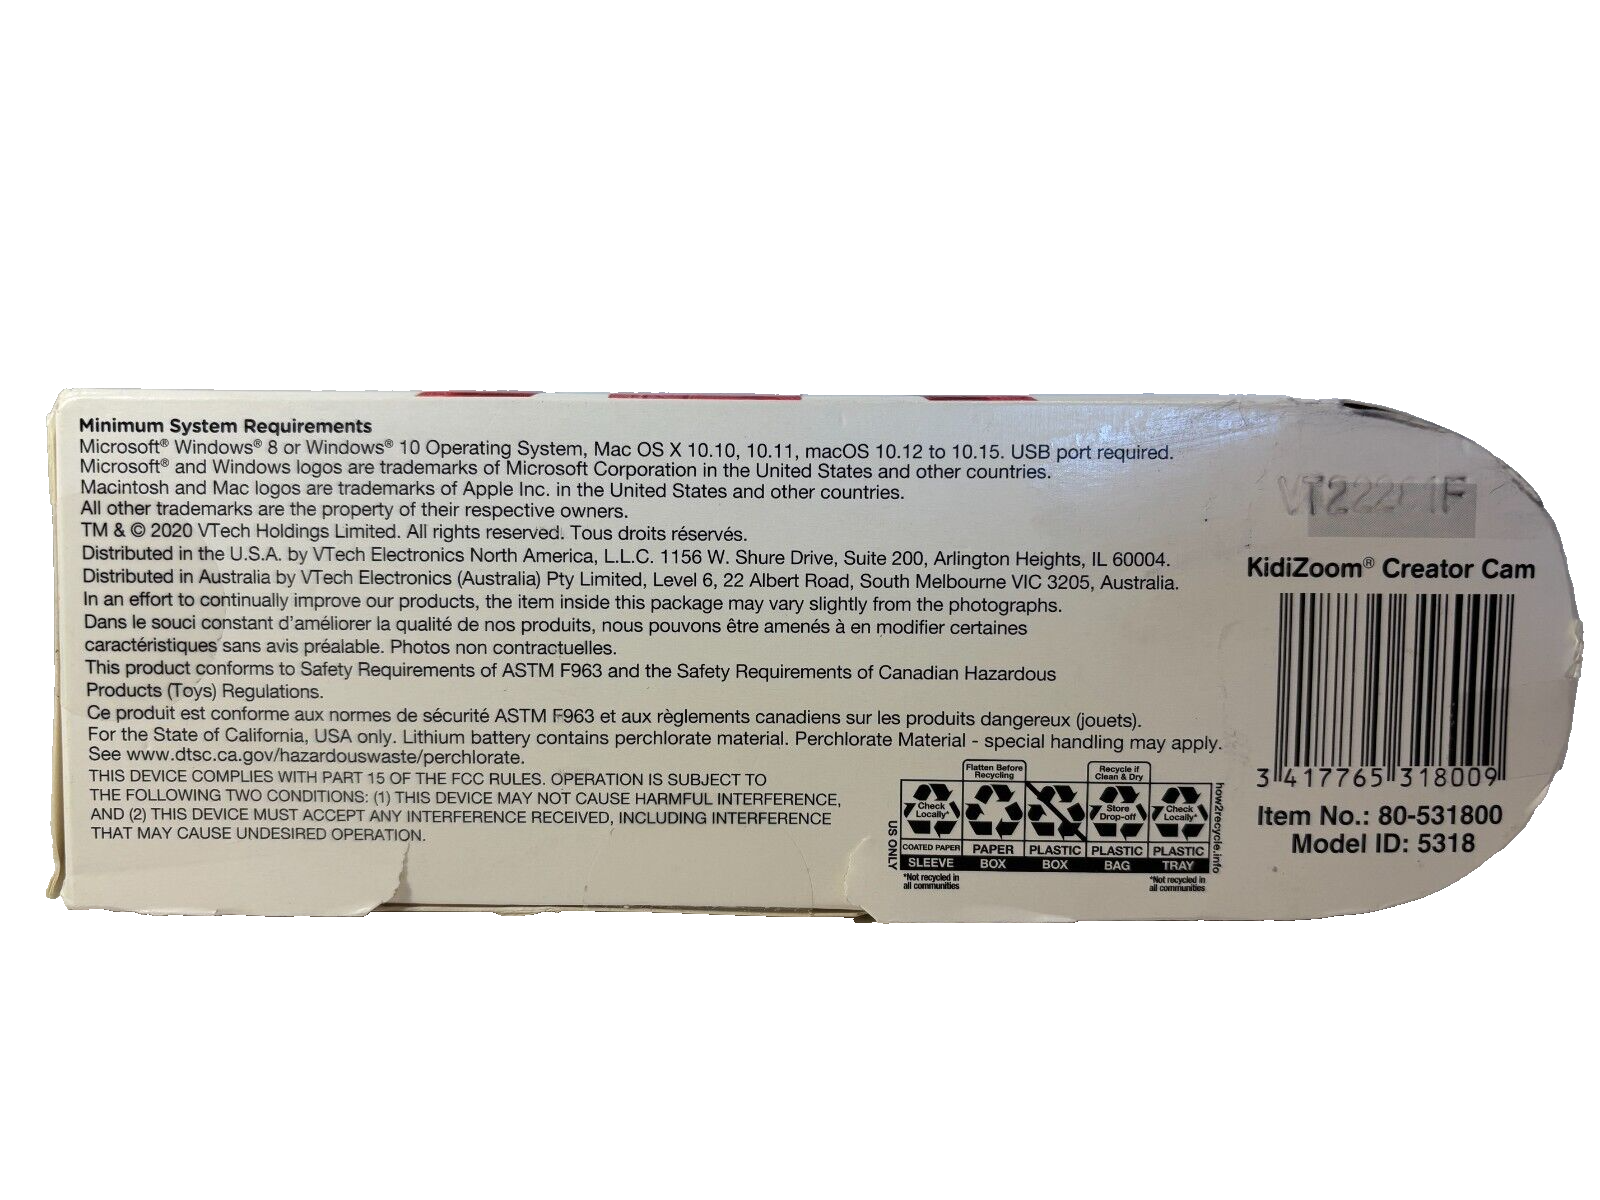 Minimum System Requirements
Microsoft® Windows® 8 or Windows® 10 Operating System, Mac OS X 10.10, 10.11, macOS 10.12 to 10.15. USB port required.
Microsoft® and Windows logos are trademarks of Microsoft Corporation in the United States and other countries.
Macintosh and Mac logos are trademarks of Apple Inc. in the United States and other countries.
All other trademarks are the property of their respective owners.
TM & © 2020 VTech Holdings Limited. All rights reserved. Tous droits réservés.
Distributed in the U.S.A. by VTech Electronics North America, L.L.C. 1156 W. Shure Drive, Suite 200, Arlington Heights, IL 60004.
Distributed in Australia by VTech Electronics (Australia) Pty Limited, Level 6, 22 Albert Road, South Melbourne VIC 3205, Australia.
In an effort to continually improve our products, the item inside this package may vary slightly from the photographs.
Dans le souci constant d'améliorer la qualité de nos produits, nous pouvons être amenés à en modifier certaines
caractéristiques sans avis préalable. Photos non contractuelles.
This product conforms to Safety Requirements of ASTM F963 and the Safety Requirements of Canadian Hazardous
Products (Toys) Regulations.
Ce produit est conforme aux normes de sécurité ASTM F963 et aux règlements canadiens sur les produits dangereux (jouets).
For the State of California, USA only. Lithium battery contains perchlorate material. Perchlorate Material - special handling may apply.
See www.dtsc.ca.gov/hazardouswaste/perchlorate.
THIS DEVICE COMPLIES WITH PART 15 OF THE FCC RULES. OPERATION IS SUBJECT TO
THE FOLLOWING TWO CONDITIONS: (1) THIS DEVICE MAY NOT CAUSE HARMFUL INTERFERENCE,
AND (2) THIS DEVICE MUST ACCEPT ANY INTERFERENCE RECEIVED, INCLUDING INTERFERENCE
THAT MAY CAUSE UNDESIRED OPERATION.
US ONLY
Check
Locally*
COATED PAPER
SLEEVE
*Not recycled in
all communities
Flatten Before
Recycling
PAPER
BOX
PLASTIC
BOX
Recycle if
Clean & Dry
Store
Drop-off
PLASTIC
BAG
Check
Locally*
PLASTIC
TRAY
*Not recycled in
all communities
how2recycle.info
KidiZoom® Creator Cam
3 417765 318009
Item No.: 80-531800
Model ID: 5318